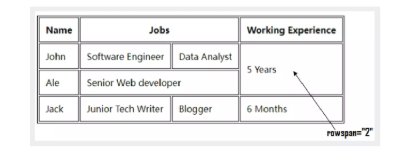 Name Jobs Working Experience
John Software Engineer Data Analyst 5 Years
Ale Senior Web developer
Jack Junior Tech Writer Blogger 6 Months
rowspan="2"